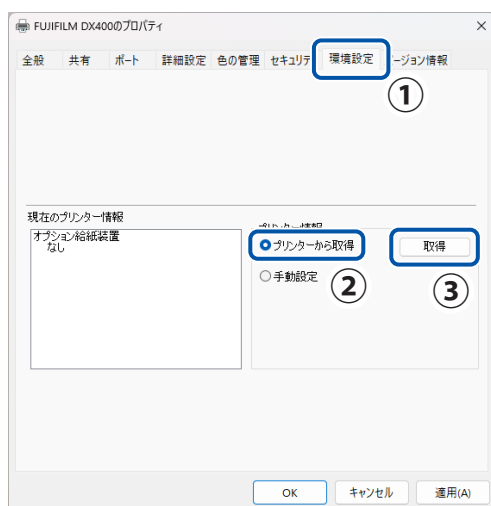 FUJIFILM DX400のプロパティ
全般 共有 ポート 詳細設定 色の管理 セキュリテ 環境設定 ージョン情報
①
現在のプリンター情報
オプション給紙装置
なし
プリンターから取得 取得
手動設定
② ③
OK キャンセル 適用(A)